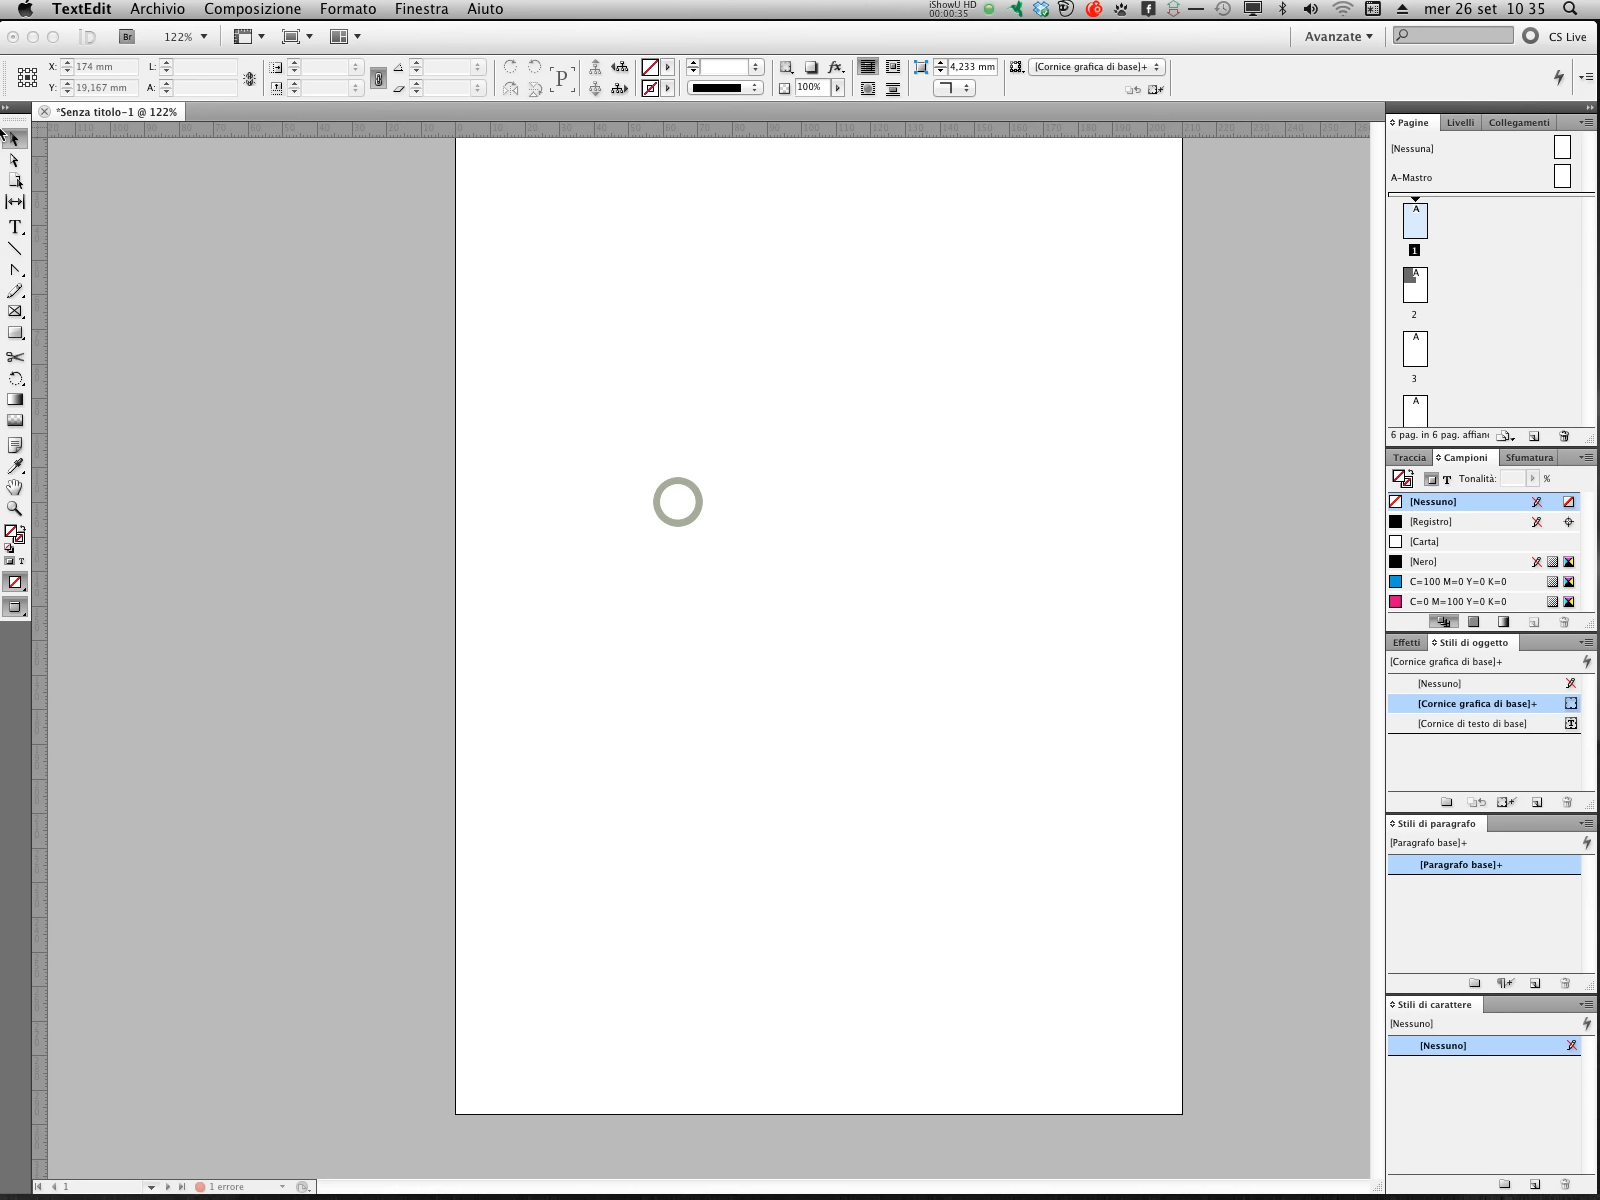 TextEdit Archivio Composizione Formato Finestra Aiuto
iShowU HD
00:00:35
mer 26 set 10 35
Br 122% Avanzate CS Live
X: 174 mm L: 4,233 mm [Cornice grafica di base]+
Y: 19,167 mm A: P 100%
*Senza titolo-1 @ 122%
Pagine Livelli Collegamenti
[Nessuna]
A-Mastro
A
1
A
2
A
3
A
6 pag. in 6 pag. affian
Traccia Campioni Sfumatura
T Tonalità: %
[Nessuno]
[Registro]
[Carta]
[Nero]
C=100 M=0 Y=0 K=0
C=0 M=100 Y=0 K=0
Effetti Stili di oggetto
[Cornice grafica di base]+
[Nessuno]
[Cornice grafica di base]+
[Cornice di testo di base]
Stili di paragrafo
[Paragrafo base]+
[Paragrafo base]+
Stili di carattere
[Nessuno]
[Nessuno]
1 1 errore